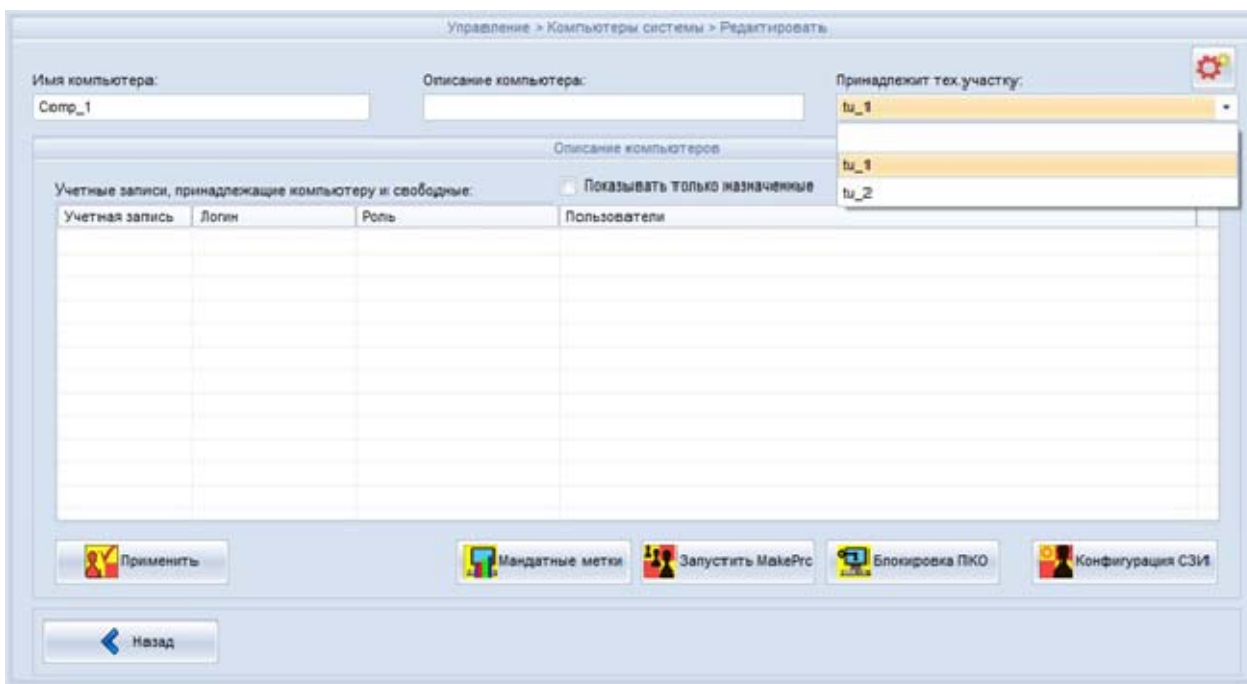 Управление > Компьютеры системы > Редактировать
Имя компьютера: Описание компьютера: Принадлежит тех.участку:
Comp_1 tu_1
Описание компьютеров
tu_1
Учетные записи, принадлежащие компьютеру и свободные: Показывать только назначенные
tu_2
Учетная запись Логин Роль Пользователи
Применить Мандатные метки Запустить MakePrc Блокировка ПКО Конфигурация СЗИ
Назад